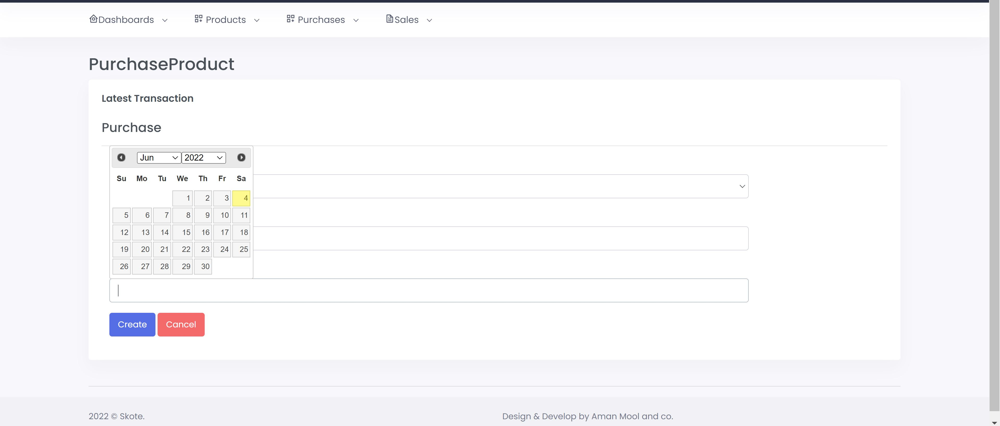 Dashboards Products Purchases Sales
PurchaseProduct
Latest Transaction
Purchase
Jun 2022
Su Mo Tu We Th Fr Sa
1 2 3 4
5 6 7 8 9 10 11
12 13 14 15 16 17 18
19 20 21 22 23 24 25
26 27 28 29 30
Create Cancel
2022 © Skote. Design & Develop by Aman Mool and co.